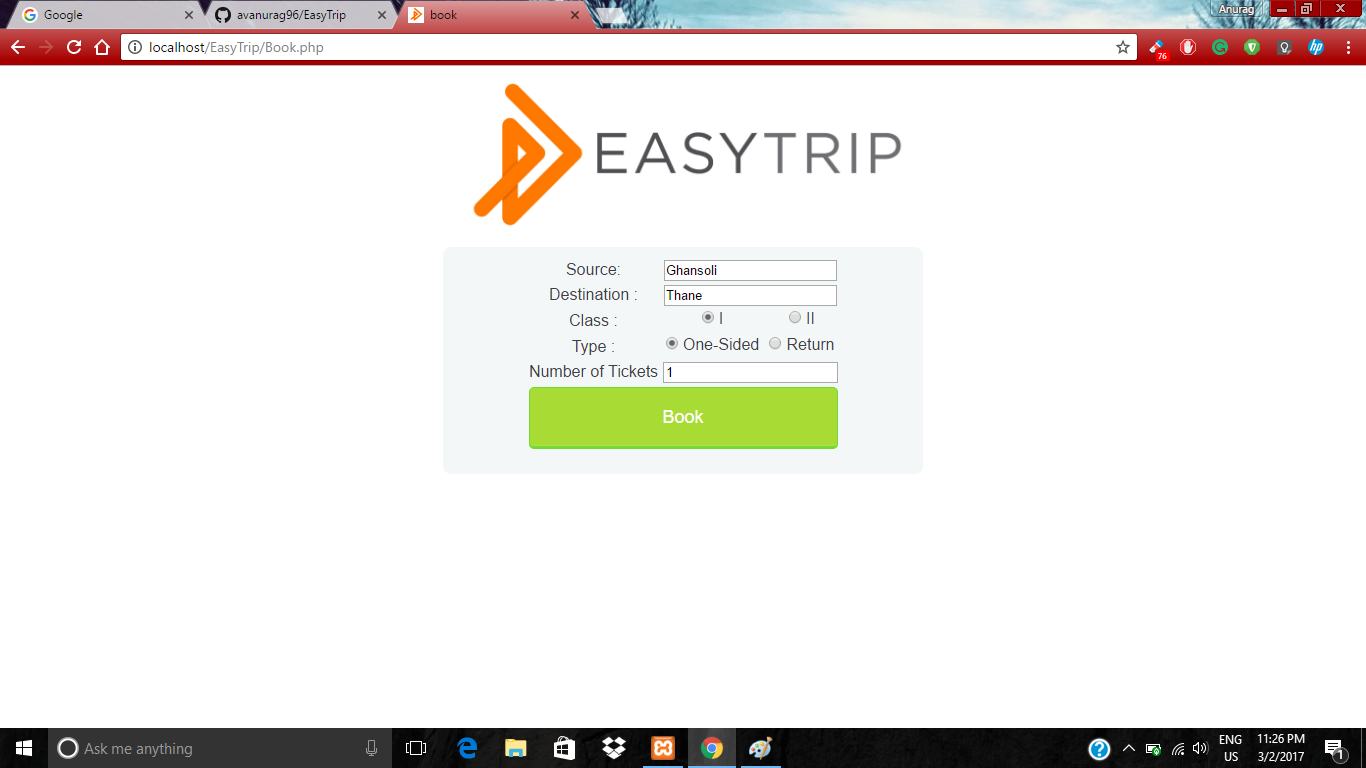 Google
avanurag96/EasyTrip
book
Anurag
localhost/EasyTrip/Book.php
76
hp
EASYTRIP
Source: Ghansoli
Destination : Thane
Class : I II
Type : One-Sided Return
Number of Tickets 1
Book
Ask me anything
ENG 11:26 PM
US 3/2/2017
1